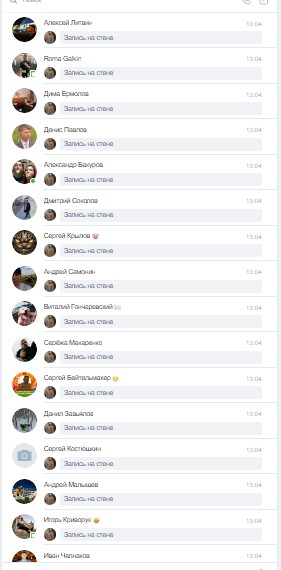 Поиск
Алексей Литвин 13:04
Запись на стене
Roma Galkin 13:04
Запись на стене
Дима Ермолов 13:04
Запись на стене
Денис Павлов 13:04
Запись на стене
Александр Бакуров 13:04
Запись на стене
Дмитрий Соколов 13:04
Запись на стене
Сергей Крылов 13:04
Запись на стене
Андрей Самонин 13:04
Запись на стене
Виталий Гончаревский 13:04
Запись на стене
Серёжа Макаренко 13:04
Запись на стене
Сергей Бейтельмахер 13:04
Запись на стене
Данил Завьялов 13:04
Запись на стене
Сергей Костюшкин 13:04
Запись на стене
Андрей Малышев 13:04
Запись на стене
Игорь Криворук 13:04
Запись на стене
Иван Челнаков 13:04